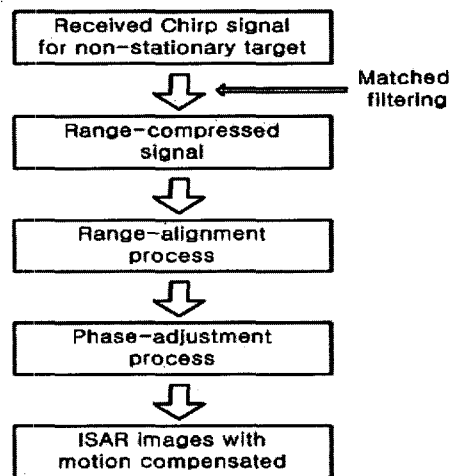 Received Chirp signal
for non-stationary target
Matched
filtering
Range-compressed
signal
Range-alignment
process
Phase-adjustment
process
ISAR images with
motion compensated